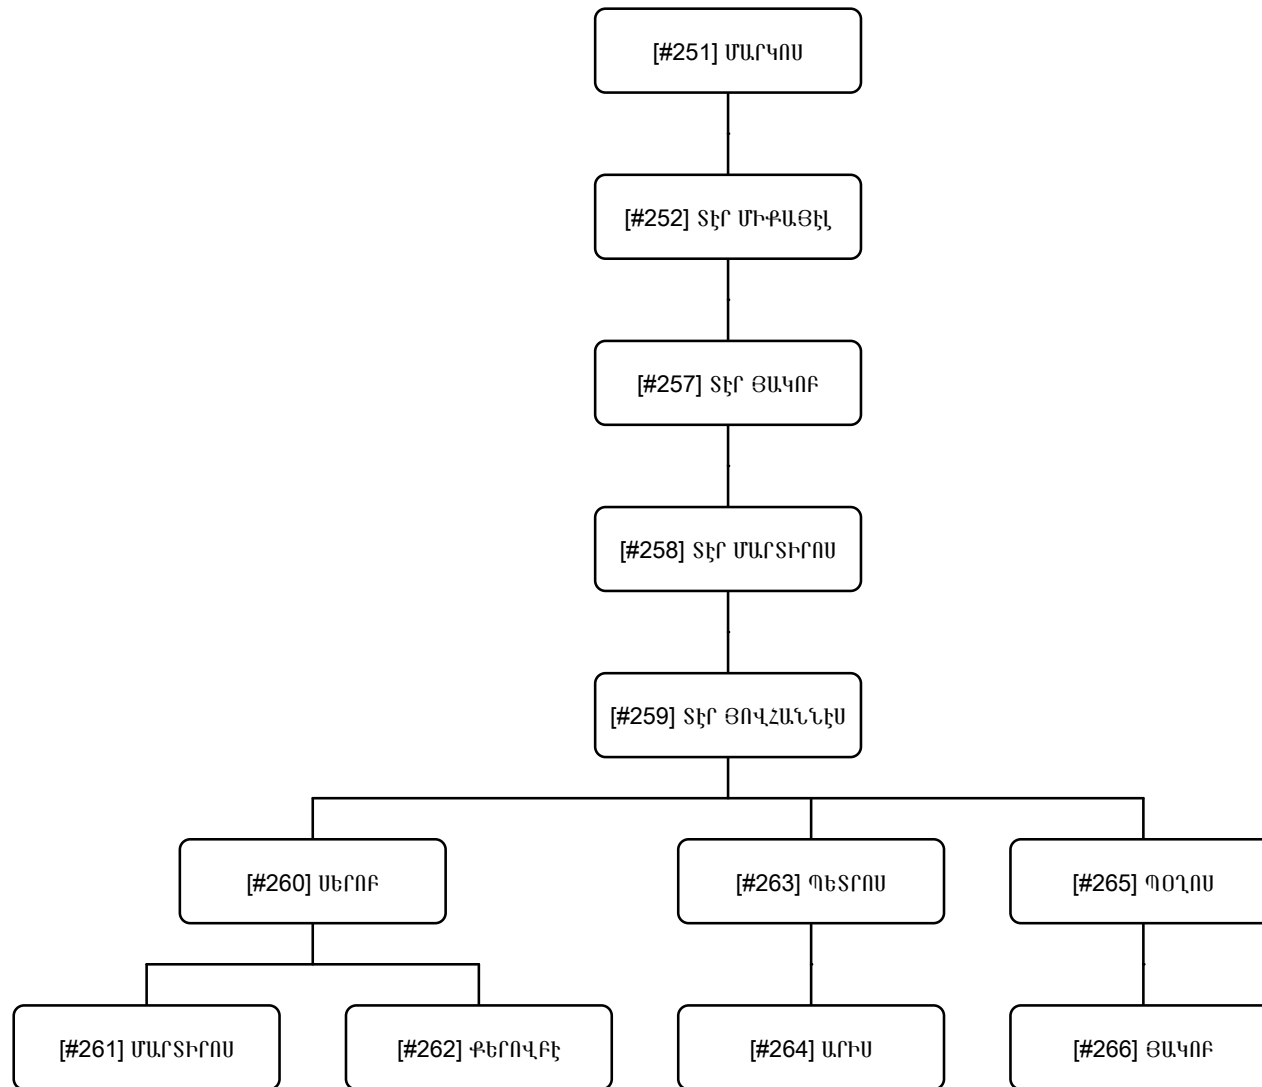 [#251] ՄԱՐԿՈՍ
[#252] ՏԷՐ ՄԻՔԱՅԷԼ
[#257] ՏԷՐ ՅԱԿՈԲ
[#258] ՏԷՐ ՄԱՐՏԻՐՈՍ
[#259] ՏԷՐ ՅՈՎՀԱՆՆԷՍ
[#260] ՍԵՐՈԲ
[#263] ՊԵՏՐՈՍ
[#265] ՊՕՂՈՍ
[#261] ՄԱՐՏԻՐՈՍ
[#262] ՔԵՐՈՎԲԷ
[#264] ԱՐԻՍ
[#266] ՅԱԿՈԲ